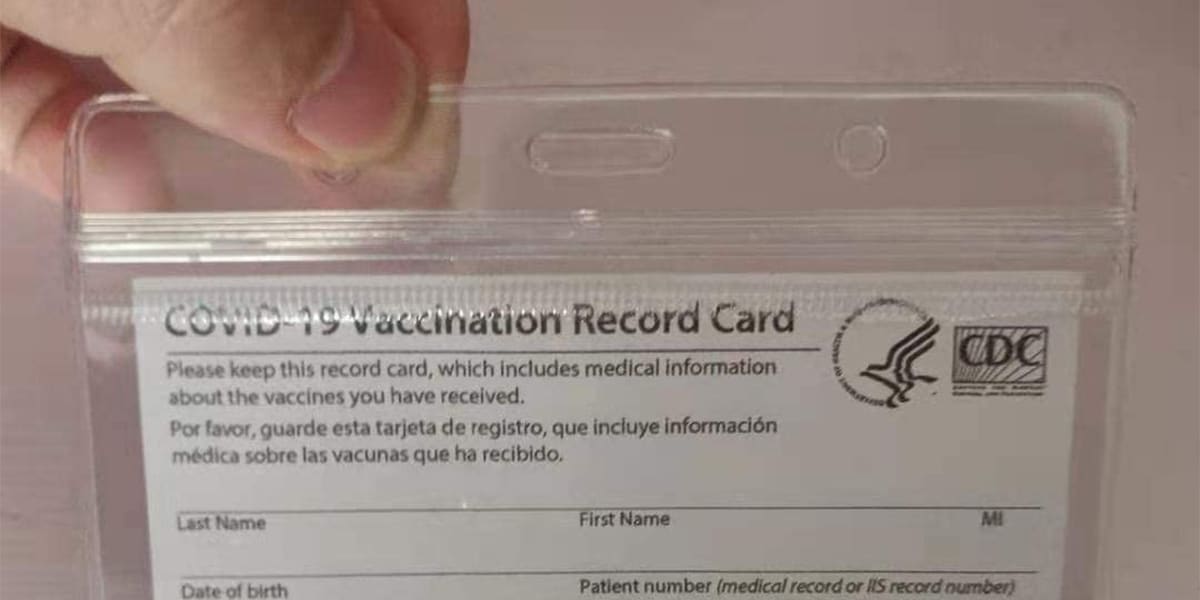 COVID-19 Vaccination Record Card
CDC
Please keep this record card, which includes medical information
about the vaccines you have received.
Por favor, guarde esta tarjeta de registro, que incluye información
médica sobre las vacunas que ha recibido.
Last Name First Name MI
Date of birth Patient number (medical record or IIS record number)